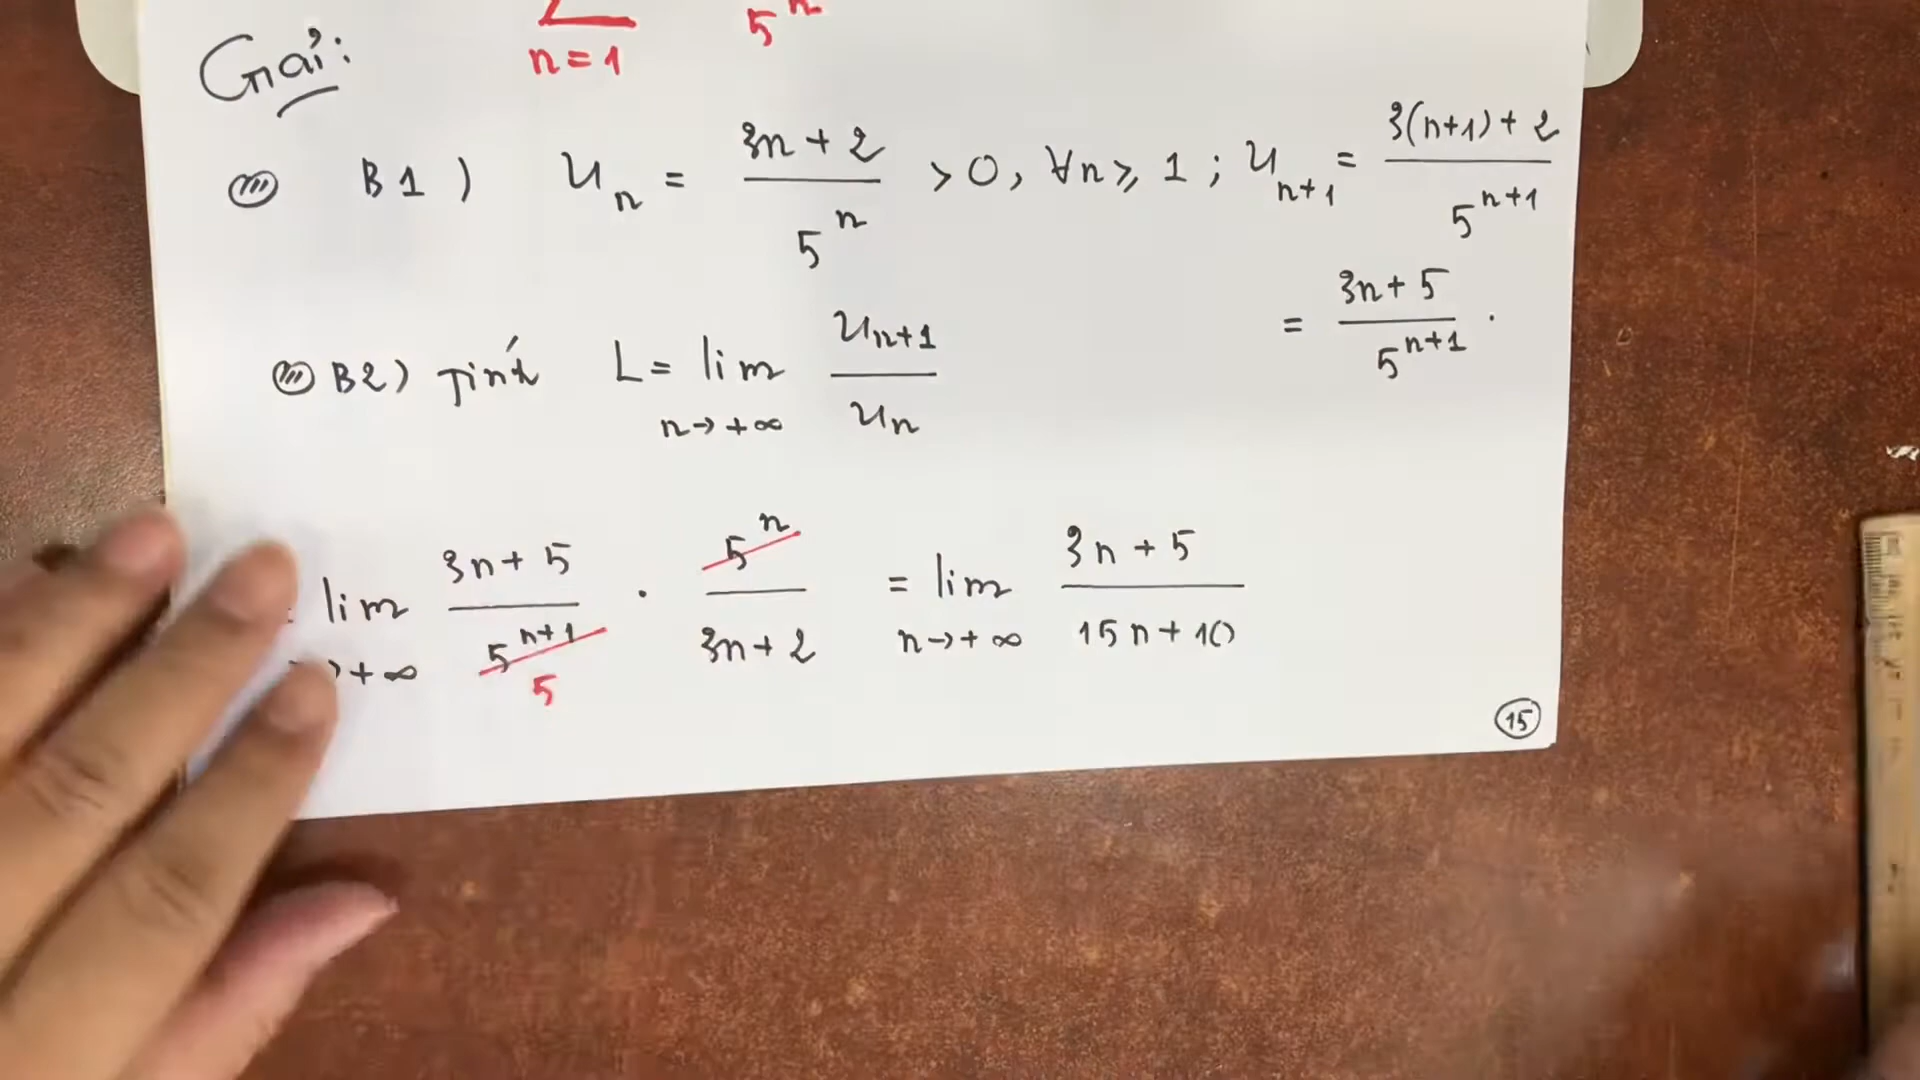 n=1 5^n
Giải:
B1) u_n = (3n+2)/5^n > 0, ∀n ≥ 1 ; u_{n+1} = (3(n+1)+2)/5^{n+1}
= (3n+5)/5^{n+1} .
B2) Tính L = lim_{n→+∞} u_{n+1}/u_n
lim_{→+∞} (3n+5)/5^{n+1} 5 · 5^n/(3n+2) = lim_{n→+∞} (3n+5)/(15n+10)
15